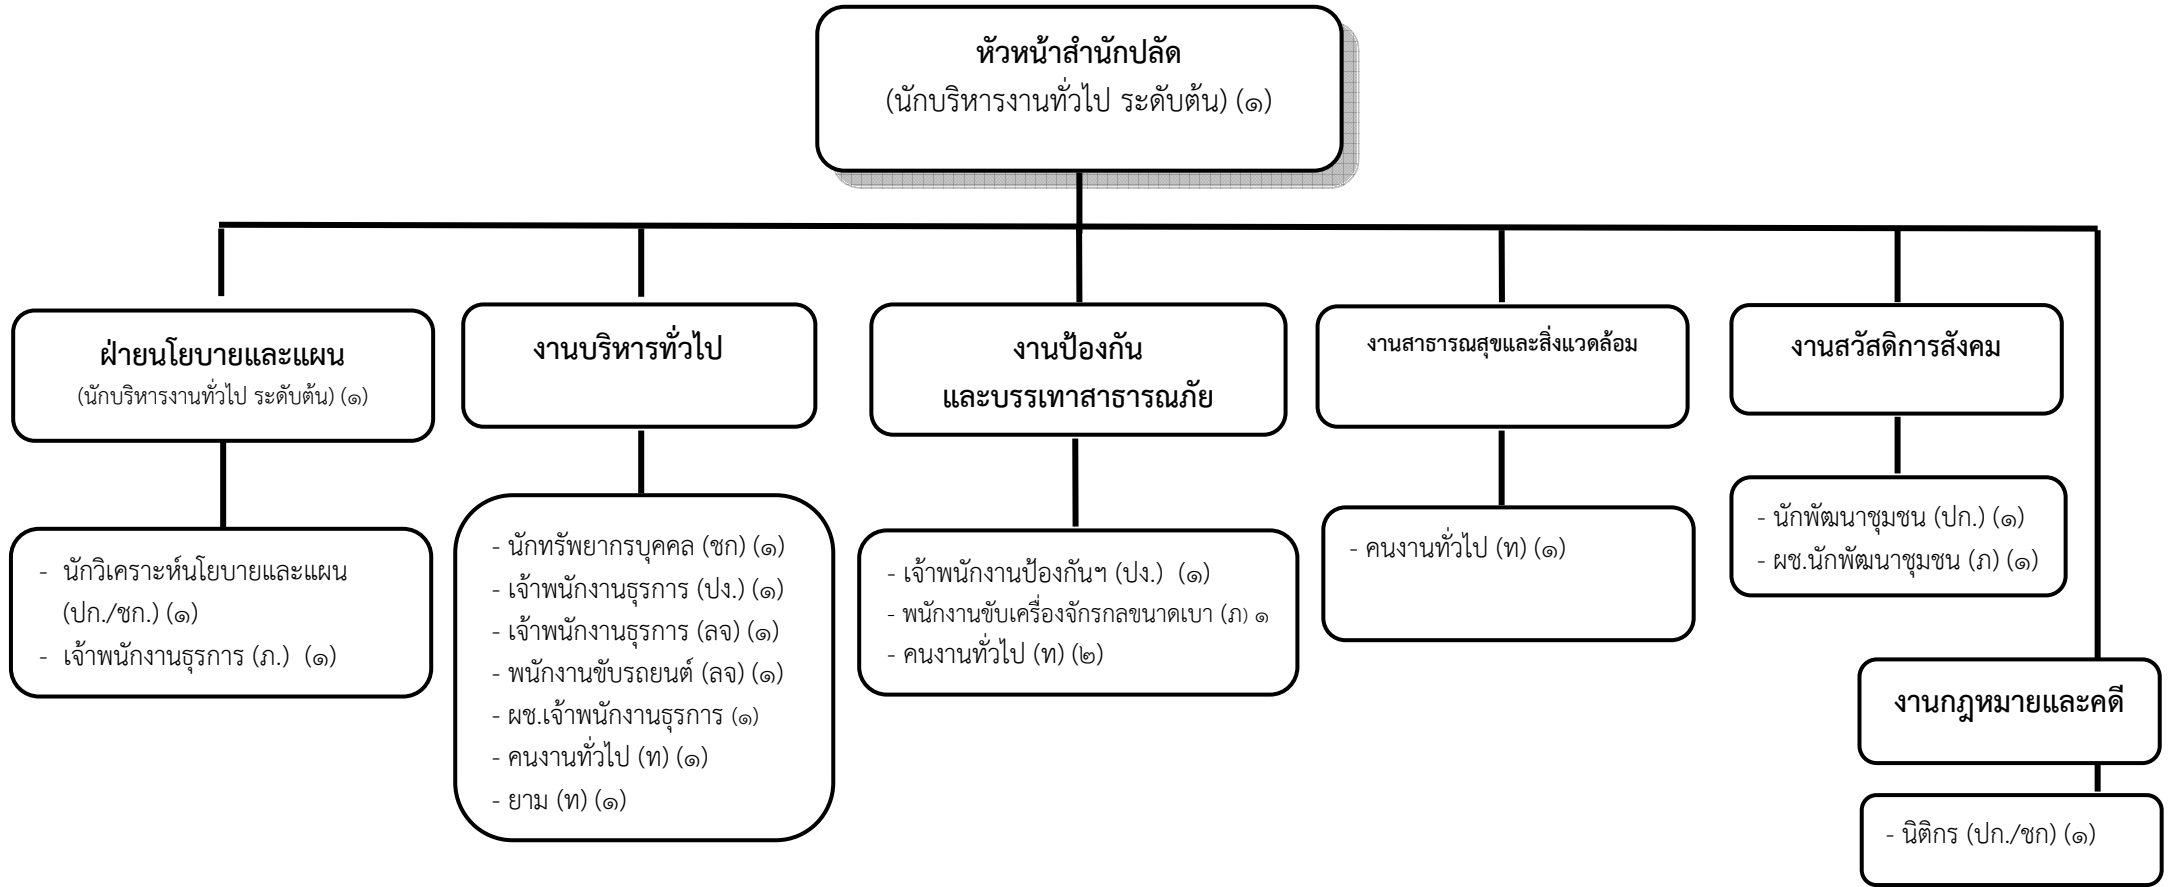 หัวหน้าสำนักปลัด
(นักบริหารงานทั่วไป ระดับต้น) (๑)
ฝ่ายนโยบายและแผน
(นักบริหารงานทั่วไป ระดับต้น) (๑)
- นักวิเคราะห์นโยบายและแผน
(ปก./ชก.) (๑)
- เจ้าพนักงานธุรการ (ภ.) (๑)
งานบริหารทั่วไป
- นักทรัพยากรบุคคล (ชก) (๑)
- เจ้าพนักงานธุรการ (ปง.) (๑)
- เจ้าพนักงานธุรการ (ลจ) (๑)
- พนักงานขับรถยนต์ (ลจ) (๑)
- ผช.เจ้าพนักงานธุรการ (๑)
- คนงานทั่วไป (ท) (๑)
- ยาม (ท) (๑)
งานป้องกัน
และบรรเทาสาธารณภัย
- เจ้าพนักงานป้องกันฯ (ปง.) (๑)
- พนักงานขับเครื่องจักรกลขนาดเบา (ภ) ๑
- คนงานทั่วไป (ท) (๒)
งานสาธารณสุขและสิ่งแวดล้อม
- คนงานทั่วไป (ท) (๑)
งานสวัสดิการสังคม
- นักพัฒนาชุมชน (ปก.) (๑)
- ผช.นักพัฒนาชุมชน (ภ) (๑)
งานกฎหมายและคดี
- นิติกร (ปก./ชก) (๑)